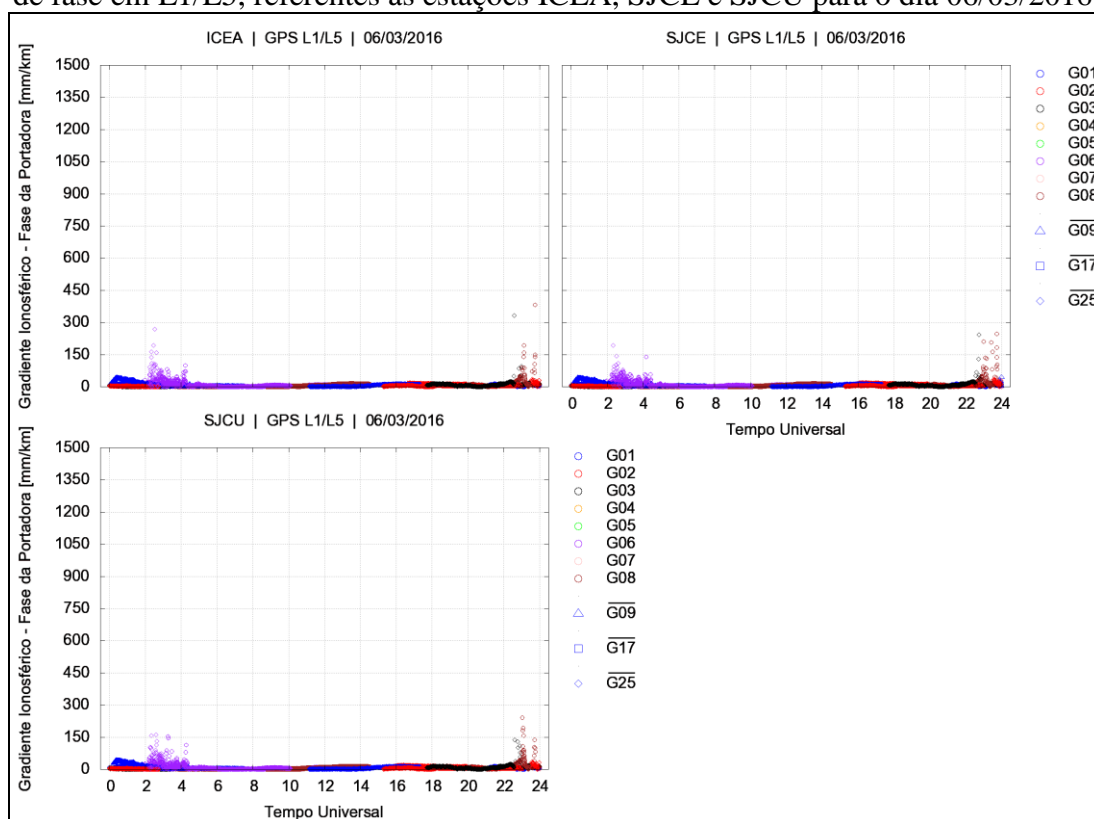 de fase em L1/L5, referentes às estações ICEA, SJCE e SJCU para o dia 06/03/2016
ICEA | GPS L1/L5 | 06/03/2016
Gradiente Ionosférico - Fase da Portadora [mm/km]
1500
1350
1200
1050
900
750
600
450
300
150
0
SJCE | GPS L1/L5 | 06/03/2016
0 2 4 6 8 10 12 14 16 18 20 22 24
Tempo Universal
G01
G02
G03
G04
G05
G06
G07
G08
G09
G17
G25
SJCU | GPS L1/L5 | 06/03/2016
Gradiente Ionosférico - Fase da Portadora [mm/km]
1500
1350
1200
1050
900
750
600
450
300
150
0
0 2 4 6 8 10 12 14 16 18 20 22 24
Tempo Universal
G01
G02
G03
G04
G05
G06
G07
G08
G09
G17
G25